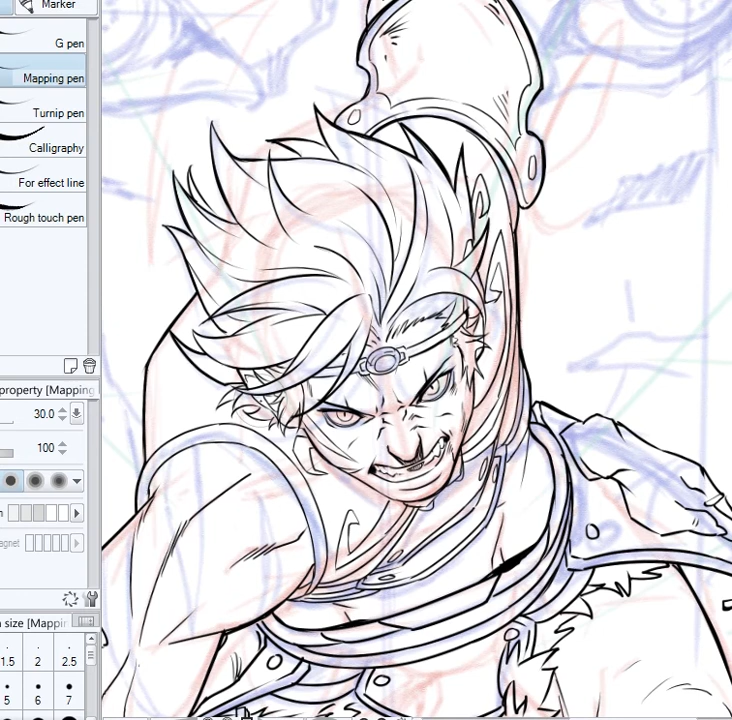 Marker
G pen
Mapping pen
Turnip pen
Calligraphy
For effect line
Rough touch pen
property [Mapping
30.0
100
size [Mappin
1.5 2 2.5
5 6 7